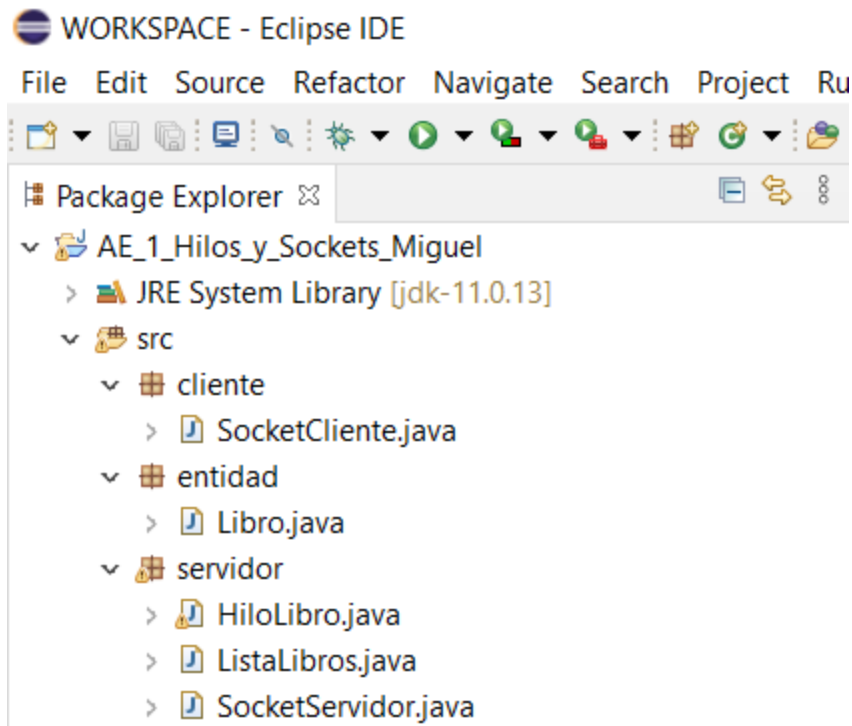 WORKSPACE - Eclipse IDE
File Edit Source Refactor Navigate Search Project Ru
Package Explorer
AE_1_Hilos_y_Sockets_Miguel
JRE System Library [jdk-11.0.13]
src
cliente
SocketCliente.java
entidad
Libro.java
servidor
HiloLibro.java
ListaLibros.java
SocketServidor.java